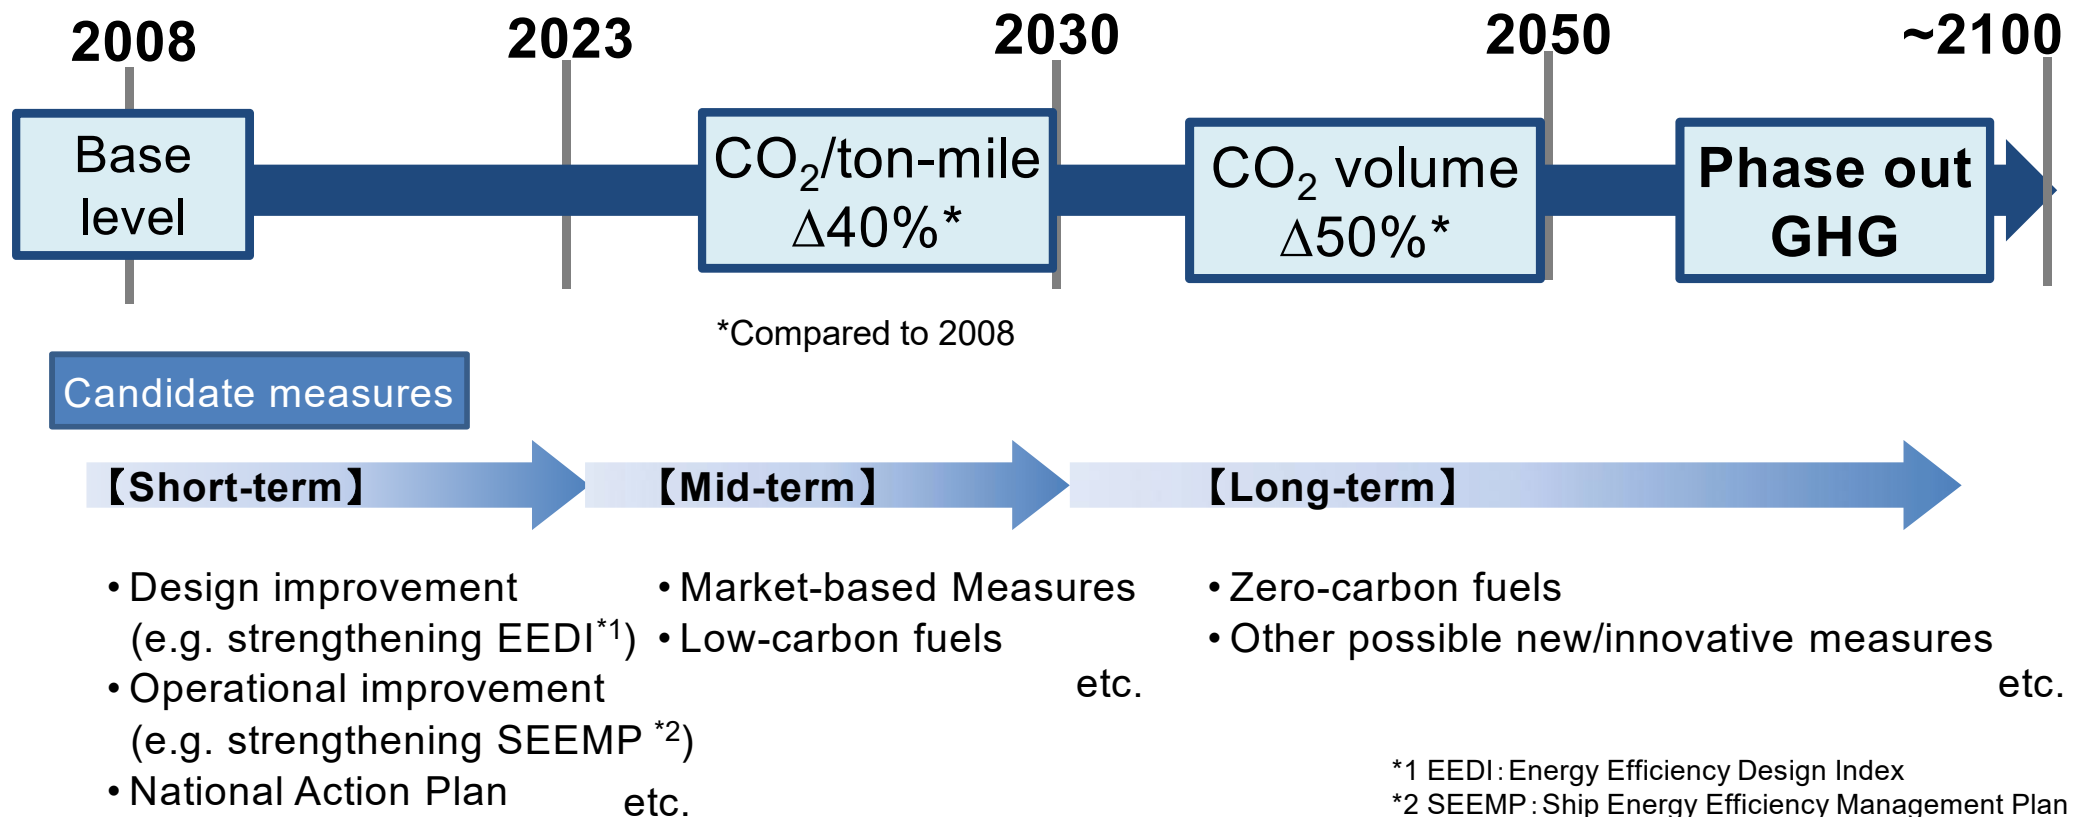 2008
2023
2030
2050
~2100
Base
level
CO₂/ton-mile
Δ40%*
CO₂ volume
Δ50%*
Phase out
GHG
*Compared to 2008
Candidate measures
【Short-term】
【Mid-term】
【Long-term】
・Design improvement
(e.g. strengthening EEDI*1)
・Operational improvement
(e.g. strengthening SEEMP *2)
・National Action Plan
etc.
・Market-based Measures
・Low-carbon fuels
etc.
・Zero-carbon fuels
・Other possible new/innovative measures
etc.
*1 EEDI：Energy Efficiency Design Index
*2 SEEMP：Ship Energy Efficiency Management Plan